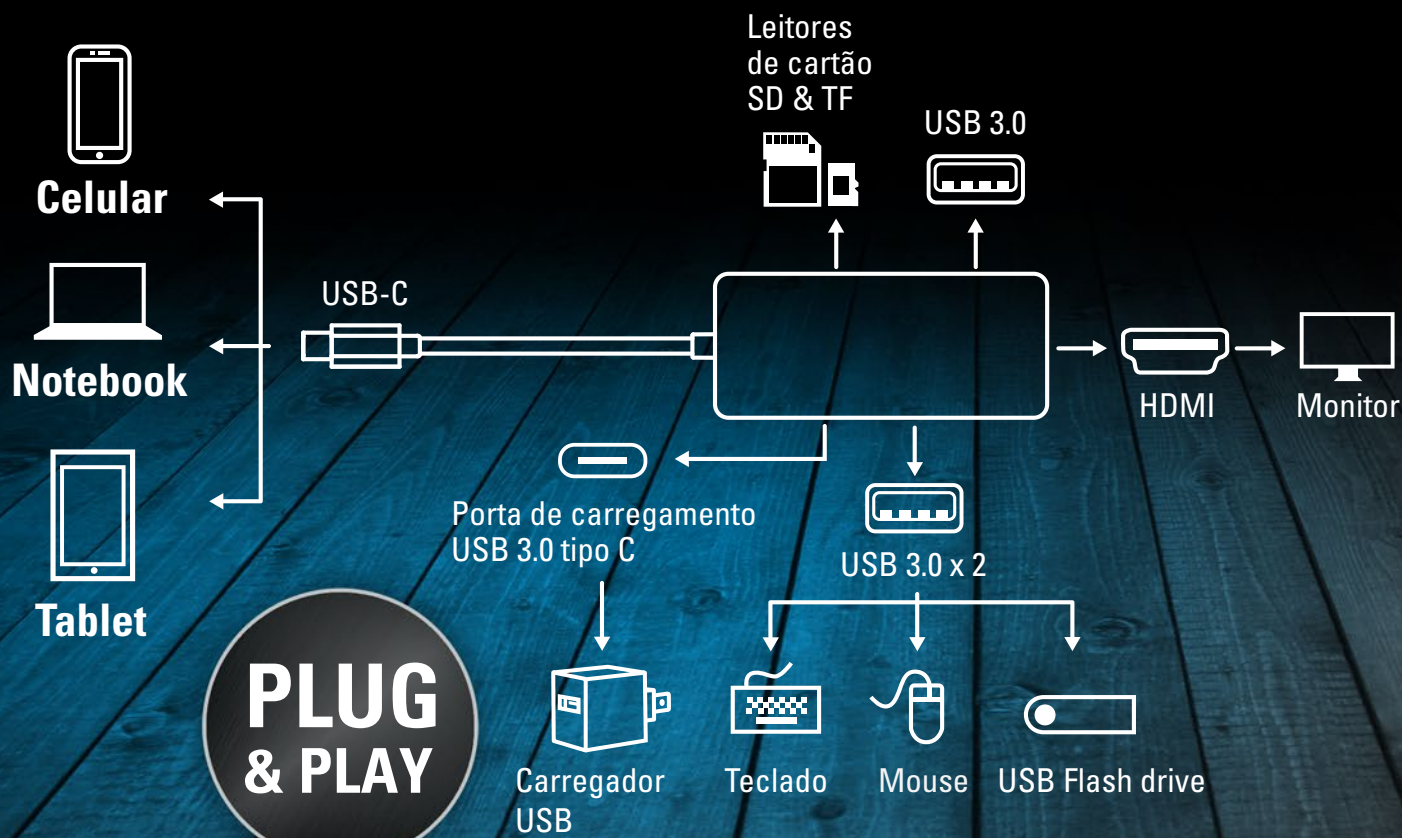 Leitores
de cartão
SD & TF
USB 3.0
Celular
USB-C
Notebook
HDMI
Monitor
Porta de carregamento
USB 3.0 tipo C
USB 3.0 x 2
Tablet
PLUG
& PLAY
Carregador
USB
Teclado
Mouse
USB Flash drive